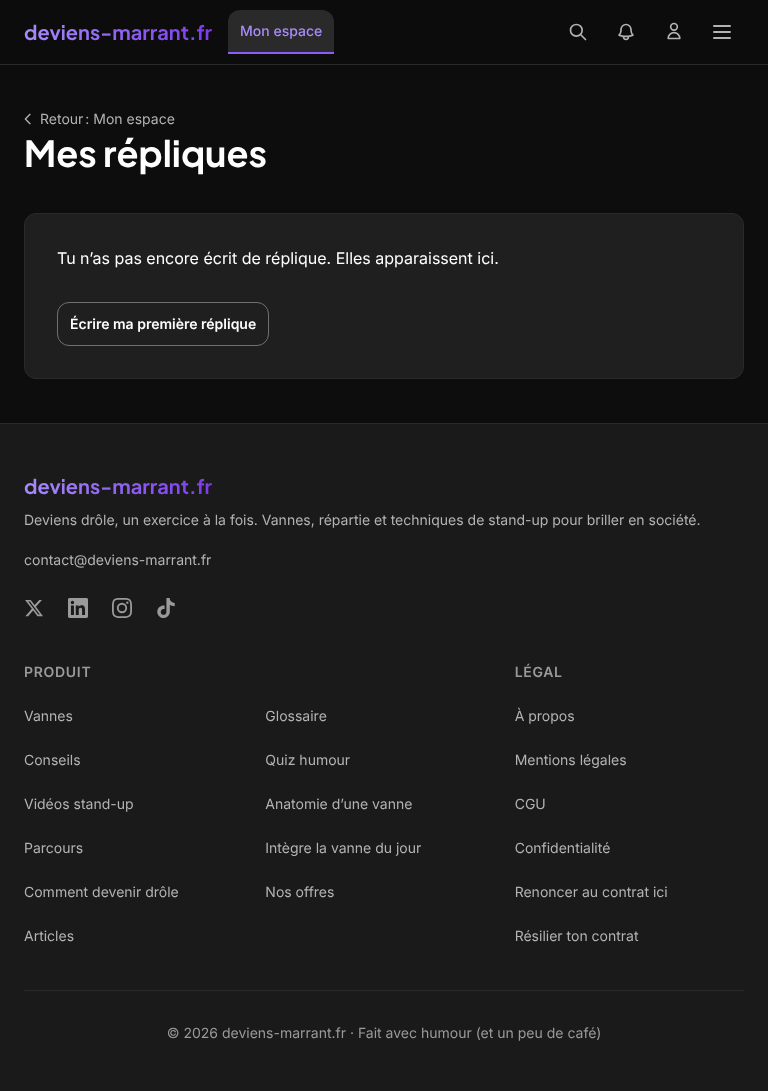 deviens-marrant.fr
Mon espace
Retour : Mon espace
Mes répliques
Tu n’as pas encore écrit de réplique. Elles apparaissent ici.
Écrire ma première réplique
deviens-marrant.fr
Deviens drôle, un exercice à la fois. Vannes, répartie et techniques de stand-up pour briller en société.
contact@deviens-marrant.fr
PRODUIT
Vannes
Conseils
Vidéos stand-up
Parcours
Comment devenir drôle
Articles
Glossaire
Quiz humour
Anatomie d’une vanne
Intègre la vanne du jour
Nos offres
LÉGAL
À propos
Mentions légales
CGU
Confidentialité
Renoncer au contrat ici
Résilier ton contrat
© 2026 deviens-marrant.fr · Fait avec humour (et un peu de café)